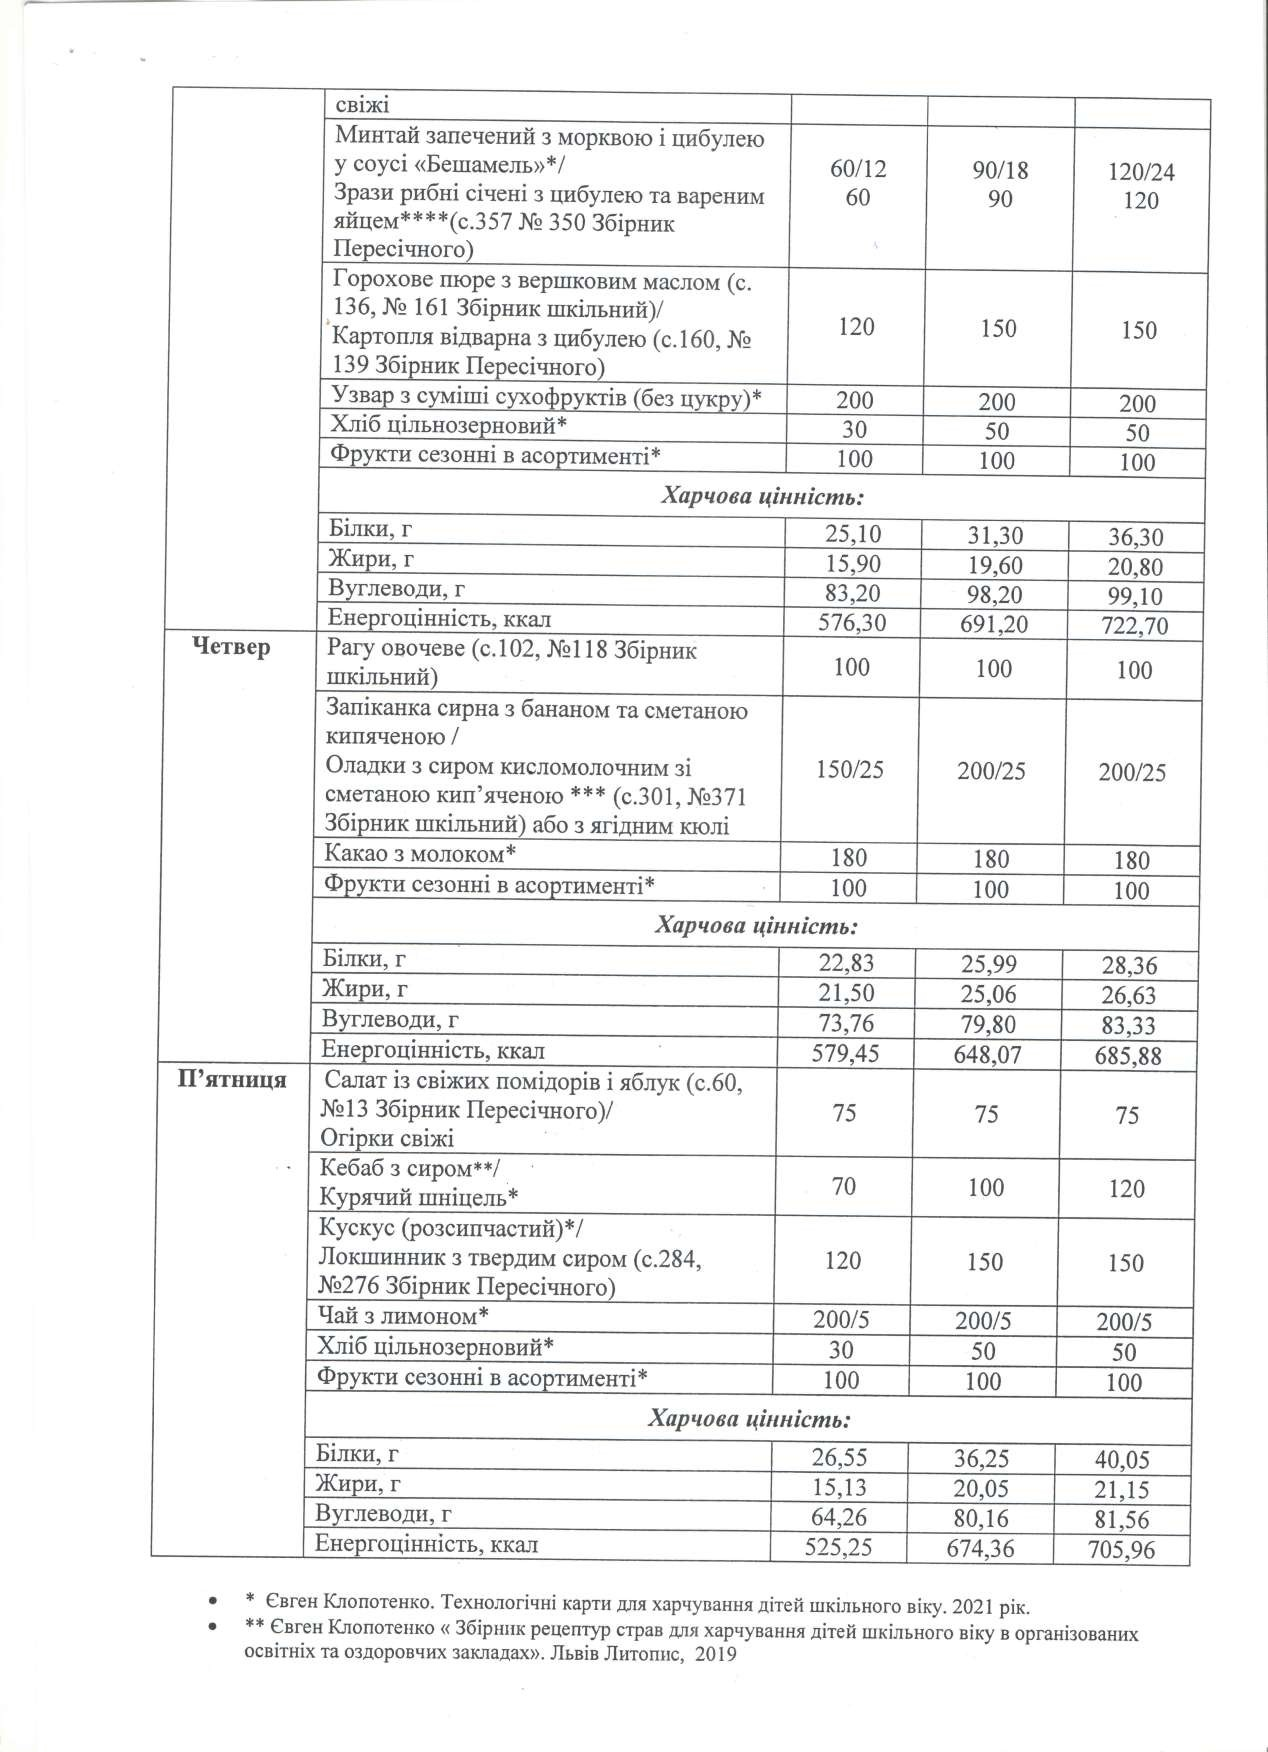 свіжі
Минтай запечений з морквою і цибулею
у соусі «Бешамель»*/
Зрази рибні січені з цибулею та вареним
яйцем****(с.357 № 350 Збірник
Пересічного)
60/12 90/18 120/24
60 90 120
Горохове пюре з вершковим маслом (с.
136, № 161 Збірник шкільний)/
Картопля відварна з цибулею (с.160, №
139 Збірник Пересічного)
120 150 150
Узвар з суміші сухофруктів (без цукру)* 200 200 200
Хліб цільнозерновий* 30 50 50
Фрукти сезонні в асортименті* 100 100 100
Харчова цінність:
Білки, г 25,10 31,30 36,30
Жири, г 15,90 19,60 20,80
Вуглеводи, г 83,20 98,20 99,10
Енергоцінність, ккал 576,30 691,20 722,70
Четвер
Рагу овочеве (с.102, №118 Збірник
шкільний)
100 100 100
Запіканка сирна з бананом та сметаною
кипяченою /
Оладки з сиром кисломолочним зі
сметаною кип’яченою *** (с.301, №371
Збірник шкільний) або з ягідним кюлі
150/25 200/25 200/25
Какао з молоком* 180 180 180
Фрукти сезонні в асортименті* 100 100 100
Харчова цінність:
Білки, г 22,83 25,99 28,36
Жири, г 21,50 25,06 26,63
Вуглеводи, г 73,76 79,80 83,33
Енергоцінність, ккал 579,45 648,07 685,88
П’ятниця
Салат із свіжих помідорів і яблук (с.60,
№13 Збірник Пересічного)/
Огірки свіжі
75 75 75
Кебаб з сиром**/
Курячий шніцель*
70 100 120
Кускус (розсипчастий)*/
Локшинник з твердим сиром (с.284,
№276 Збірник Пересічного)
120 150 150
Чай з лимоном* 200/5 200/5 200/5
Хліб цільнозерновий* 30 50 50
Фрукти сезонні в асортименті* 100 100 100
Харчова цінність:
Білки, г 26,55 36,25 40,05
Жири, г 15,13 20,05 21,15
Вуглеводи, г 64,26 80,16 81,56
Енергоцінність, ккал 525,25 674,36 705,96
• * Євген Клопотенко. Технологічні карти для харчування дітей шкільного віку. 2021 рік.
• ** Євген Клопотенко « Збірник рецептур страв для харчування дітей шкільного віку в організованих
освітніх та оздоровчих закладах». Львів Литопис, 2019